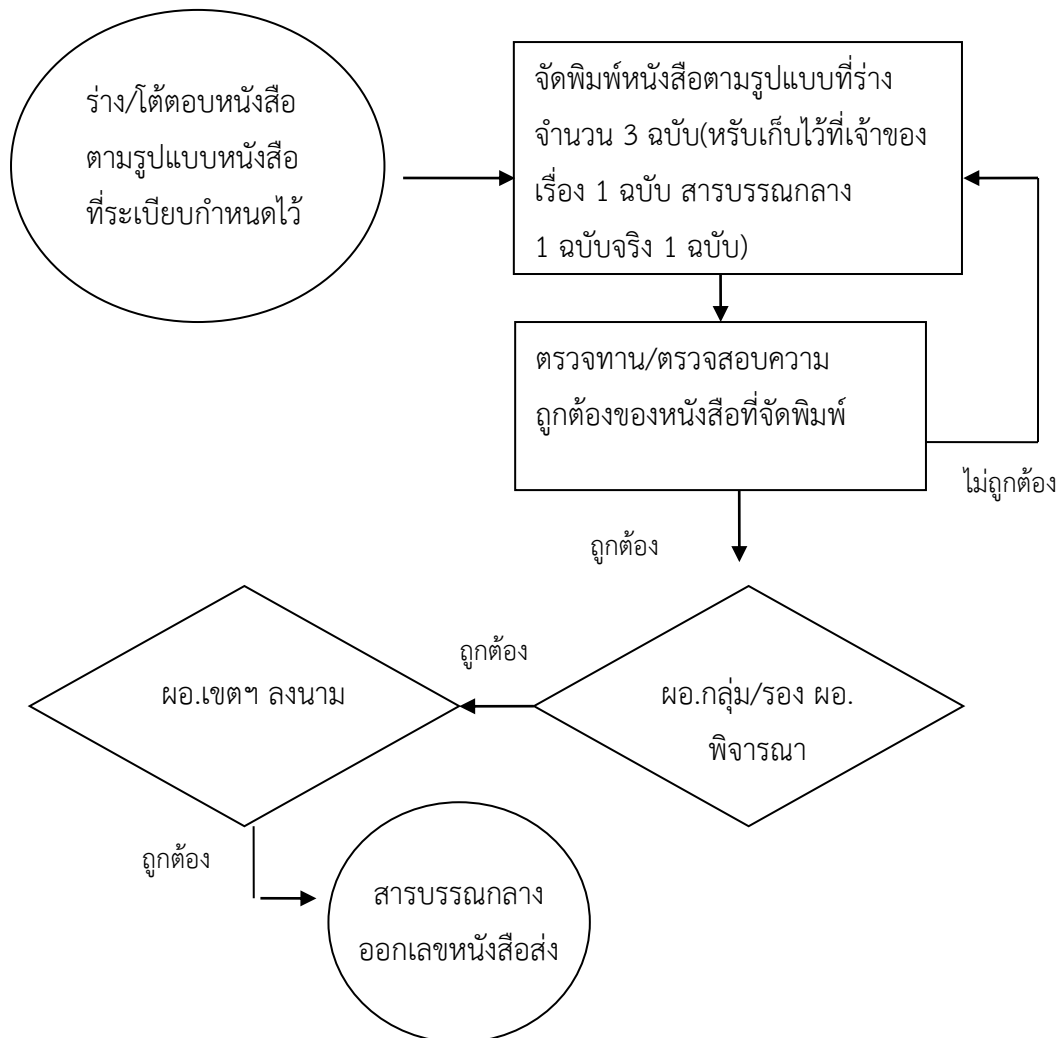 ร่าง/โต้ตอบหนังสือ
ตามรูปแบบหนังสือ
ที่ระเบียบกำหนดไว้
จัดพิมพ์หนังสือตามรูปแบบที่ร่าง
จำนวน 3 ฉบับ(หรับเก็บไว้ที่เจ้าของ
เรื่อง 1 ฉบับ สารบรรณกลาง
1 ฉบับจริง 1 ฉบับ)
ตรวจทาน/ตรวจสอบความ
ถูกต้องของหนังสือที่จัดพิมพ์
ไม่ถูกต้อง
ถูกต้อง
ผอ.กลุ่ม/รอง ผอ.
พิจารณา
ถูกต้อง
ผอ.เขตฯ ลงนาม
ถูกต้อง
สารบรรณกลาง
ออกเลขหนังสือส่ง